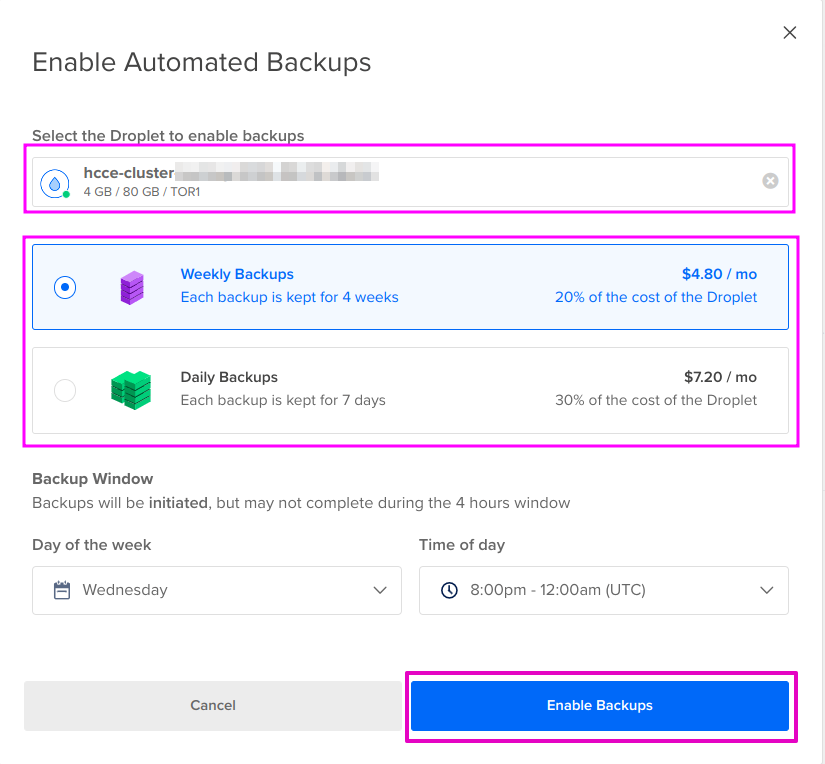 Enable Automated Backups
Select the Droplet to enable backups
hcce-cluster
4 GB / 80 GB / TOR1
Weekly Backups
$4.80 / mo
Each backup is kept for 4 weeks
20% of the cost of the Droplet
Daily Backups
$7.20 / mo
Each backup is kept for 7 days
30% of the cost of the Droplet
Backup Window
Backups will be initiated, but may not complete during the 4 hours window
Day of the week
Time of day
Wednesday
8:00pm - 12:00am (UTC)
Cancel
Enable Backups